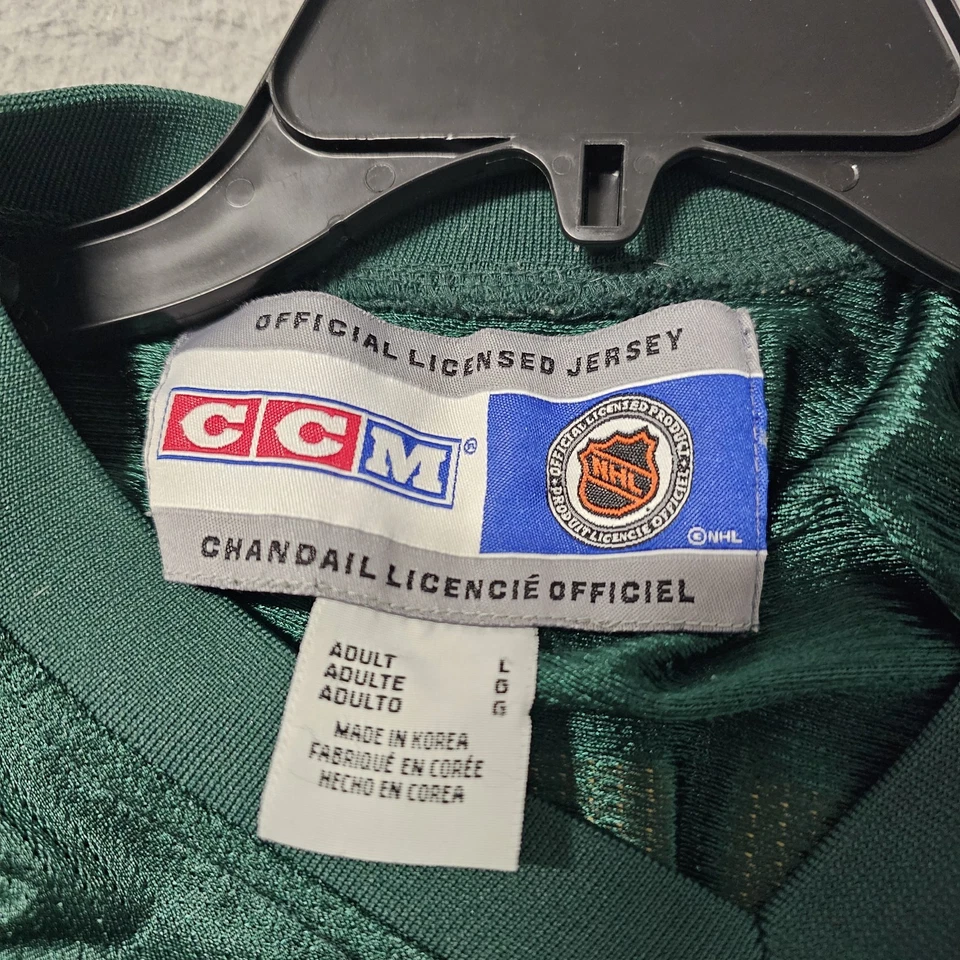 OFFICIAL LICENSED JERSEY
CCM®
• OFFICIAL LICENSED PRODUCT •
NHL
PRODUIT LICENCIE OFFICIEL
©NHL
CHANDAIL LICENCIÉ OFFICIEL
ADULT L
ADULTE G
ADULTO G
MADE IN KOREA
FABRIQUÉ EN CORÉE
HECHO EN COREA